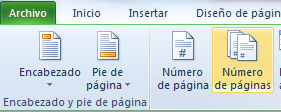 Archivo Inicio Insertar Diseño de págin
Encabezado Pie de página Número de página Número de páginas
Encabezado y pie de página